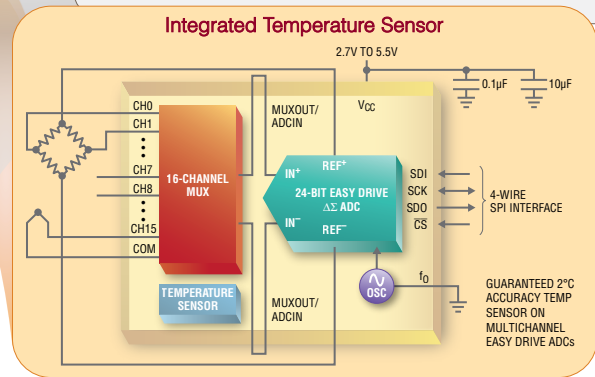 Integrated Temperature Sensor
2.7V TO 5.5V
0.1µF
10µF
VCC
CH0
CH1
CH7
CH8
CH15
COM
16-CHANNEL
MUX
MUXOUT/
ADCIN
IN+
REF+
24-BIT EASY DRIVE
ΔΣ ADC
IN−
REF−
SDI
SCK
SDO
CS
4-WIRE
SPI INTERFACE
TEMPERATURE
SENSOR
MUXOUT/
ADCIN
OSC
fO
GUARANTEED 2°C
ACCURACY TEMP
SENSOR ON
MULTICHANNEL
EASY DRIVE ADCs